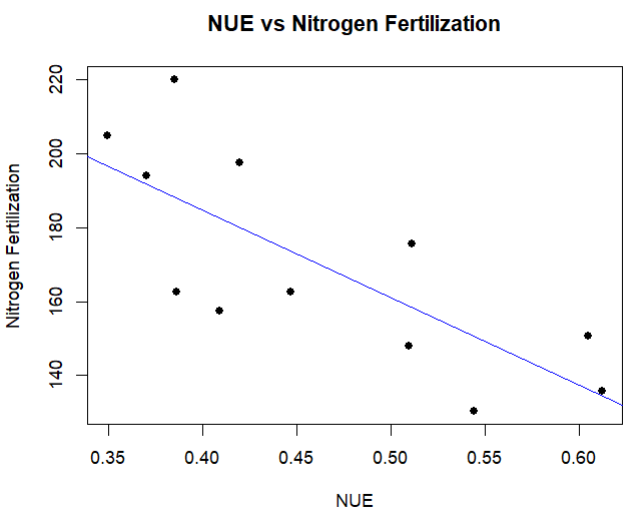 NUE vs Nitrogen Fertilization
Nitrogen Fertilization
220
200
180
160
140
0.35 0.40 0.45 0.50 0.55 0.60
NUE